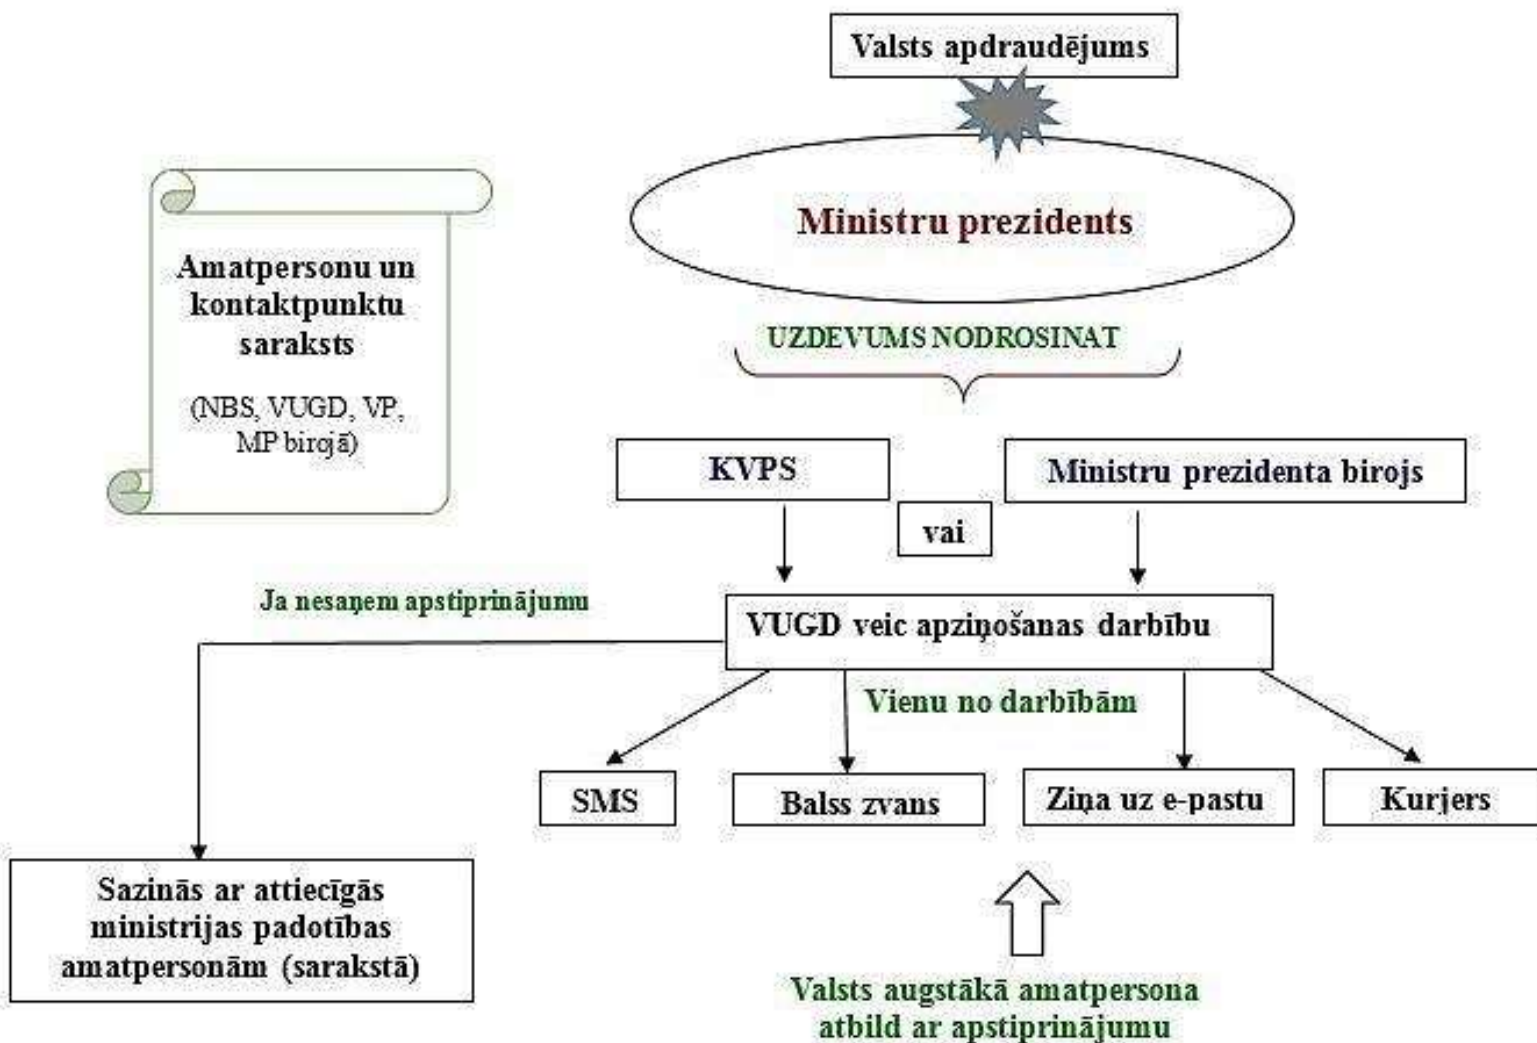 Valsts apdraudējums
Ministru prezidents
Amatpersonu un
kontaktpunktu
saraksts
(NBS, VUGD, VP,
MP birojā)
UZDEVUMS NODROSINAT
KVPS
Ministru prezidenta birojs
vai
Ja nesaņem apstiprinājumu
VUGD veic apziņošanas darbību
Vienu no darbībām
SMS
Balss zvans
Ziņa uz e-pastu
Kurjers
Sazinās ar attiecīgās
ministrijas padotības
amatpersonām (sarakstā)
Valsts augstākā amatpersona
atbild ar apstiprinājumu